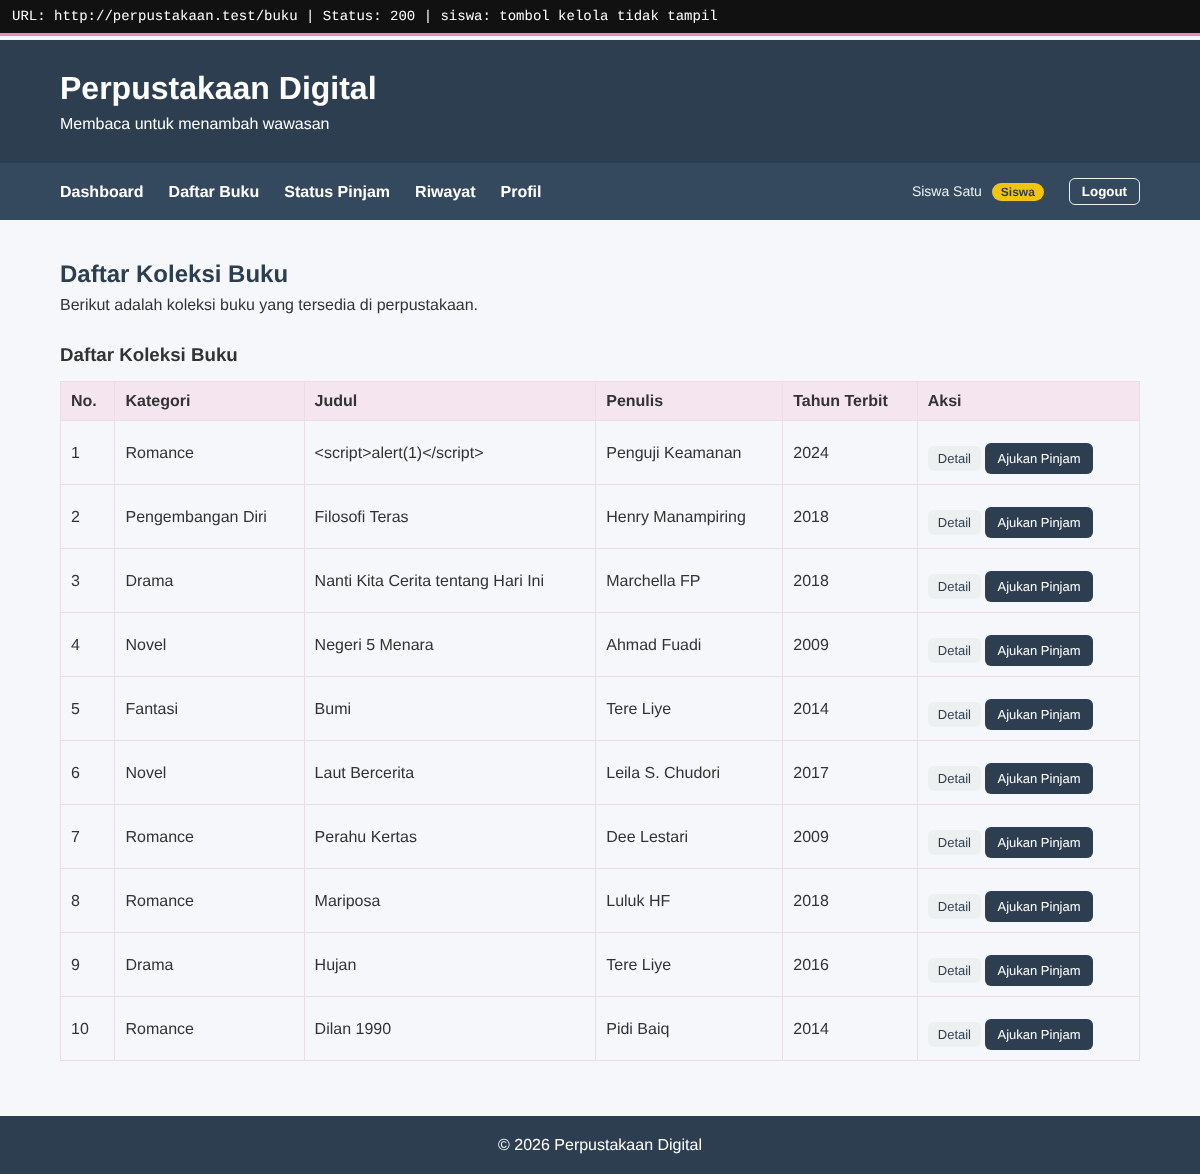 URL: http://perpustakaan.test/buku | Status: 200 | siswa: tombol kelola tidak tampil
Perpustakaan Digital
Membaca untuk menambah wawasan
Dashboard Daftar Buku Status Pinjam Riwayat Profil Siswa Satu Siswa Logout
Daftar Koleksi Buku
Berikut adalah koleksi buku yang tersedia di perpustakaan.
Daftar Koleksi Buku
No. Kategori Judul Penulis Tahun Terbit Aksi
1 Romance <script>alert(1)</script> Penguji Keamanan 2024 Detail Ajukan Pinjam
2 Pengembangan Diri Filosofi Teras Henry Manampiring 2018 Detail Ajukan Pinjam
3 Drama Nanti Kita Cerita tentang Hari Ini Marchella FP 2018 Detail Ajukan Pinjam
4 Novel Negeri 5 Menara Ahmad Fuadi 2009 Detail Ajukan Pinjam
5 Fantasi Bumi Tere Liye 2014 Detail Ajukan Pinjam
6 Novel Laut Bercerita Leila S. Chudori 2017 Detail Ajukan Pinjam
7 Romance Perahu Kertas Dee Lestari 2009 Detail Ajukan Pinjam
8 Romance Mariposa Luluk HF 2018 Detail Ajukan Pinjam
9 Drama Hujan Tere Liye 2016 Detail Ajukan Pinjam
10 Romance Dilan 1990 Pidi Baiq 2014 Detail Ajukan Pinjam
© 2026 Perpustakaan Digital